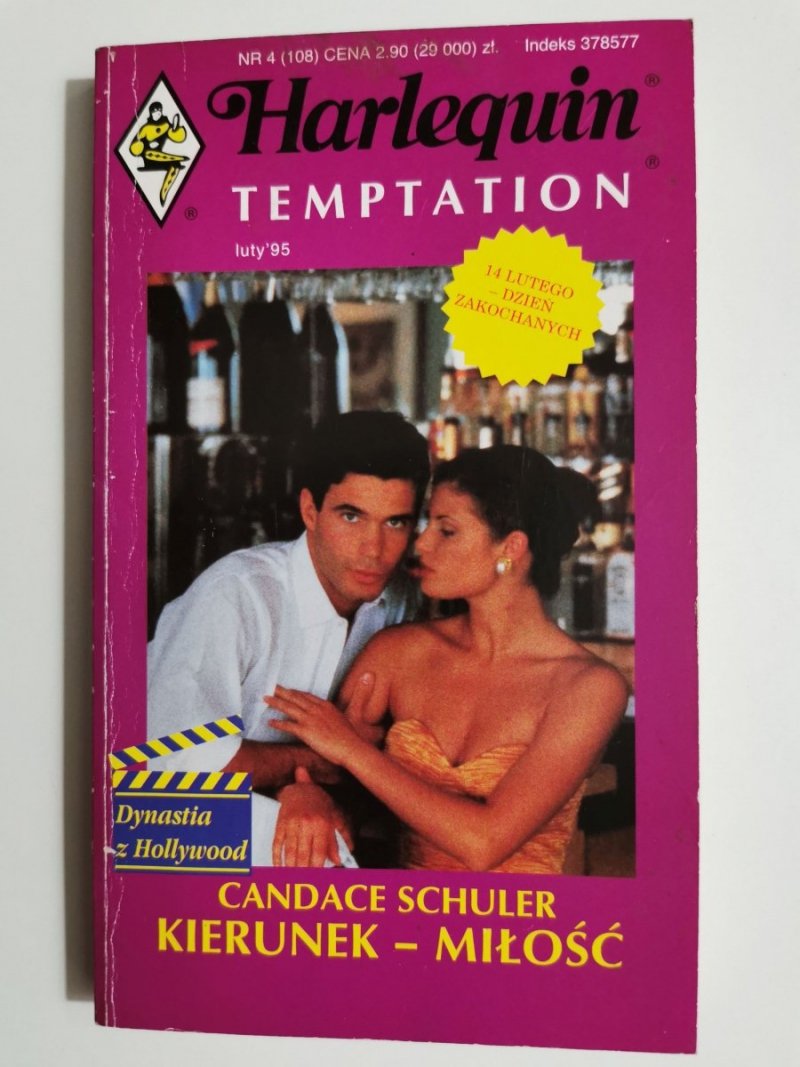 NR 4 (108) CENA 2.90 (29 000) zł. Indeks 378577
Harlequin®
TEMPTATION®
®
luty'95
14 LUTEGO
– DZIEŃ
ZAKOCHANYCH
Dynastia
z Hollywood
CANDACE SCHULER
KIERUNEK – MIŁOŚĆ